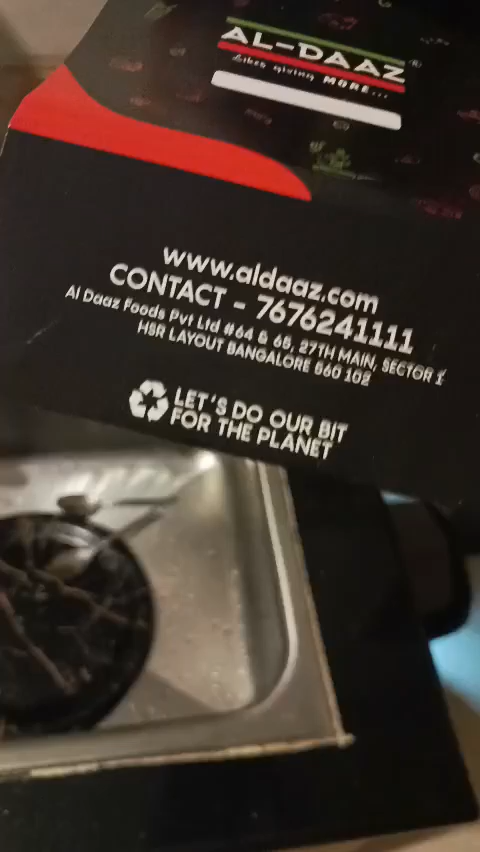 AL-DAAZ®
Likes giving MORE...
www.aldaaz.com
CONTACT - 7676241111
Al Daaz Foods Pvt Ltd #64 & 65, 27TH MAIN, SECTOR 1
HSR LAYOUT BANGALORE 560 102
LET'S DO OUR BIT
FOR THE PLANET